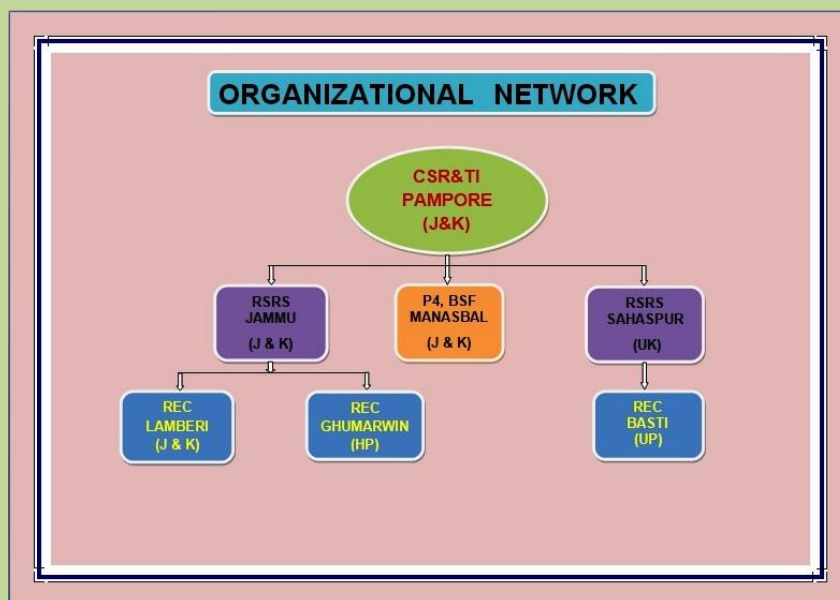 ORGANIZATIONAL NETWORK
CSR&TI
PAMPORE
(J&K)
RSRS
JAMMU
(J & K)
P4, BSF
MANASBAL
(J & K)
RSRS
SAHASPUR
(UK)
REC
LAMBERI
(J & K)
REC
GHUMARWIN
(HP)
REC
BASTI
(UP)